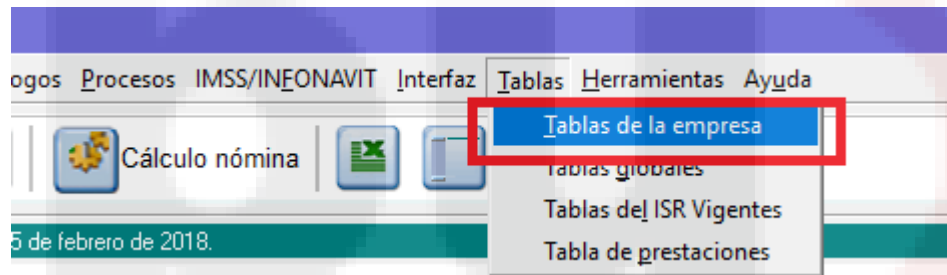 ogos Procesos IMSS/INFONAVIT Interfaz Tablas Herramientas Ayuda
Tablas de la empresa
Cálculo nómina
Tablas globales
Tablas del ISR Vigentes
5 de febrero de 2018.
Tabla de prestaciones